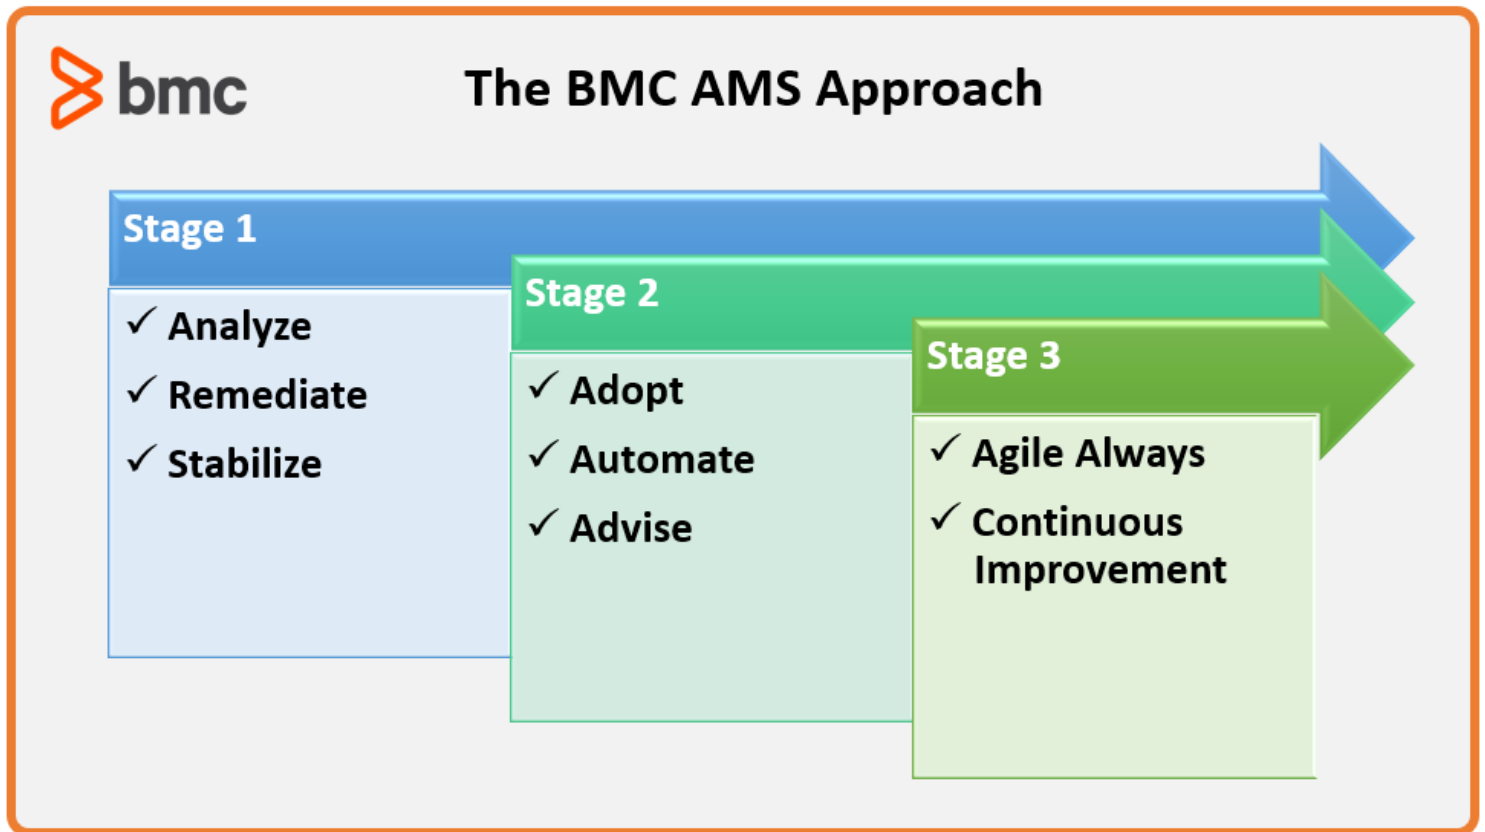 bmc
The BMC AMS Approach
Stage 1
✓ Analyze
✓ Remediate
✓ Stabilize
Stage 2
✓ Adopt
✓ Automate
✓ Advise
Stage 3
✓ Agile Always
✓ Continuous
Improvement